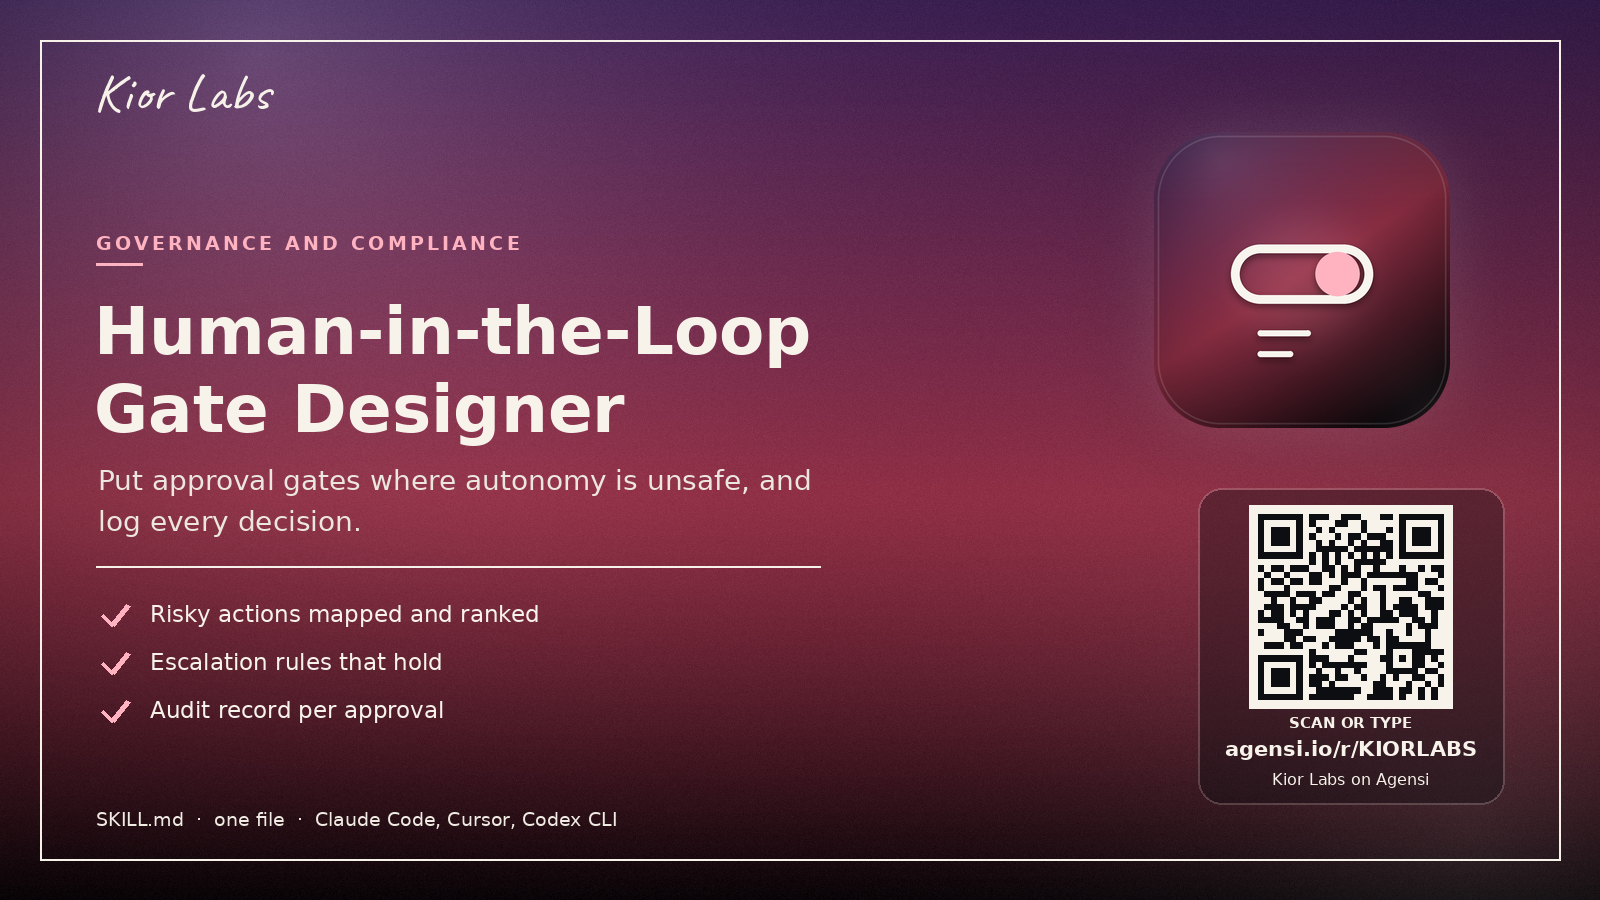 Kior Labs
GOVERNANCE AND COMPLIANCE
Human-in-the-Loop
Gate Designer
Put approval gates where autonomy is unsafe, and
log every decision.
Risky actions mapped and ranked
Escalation rules that hold
Audit record per approval
SKILL.md · one file · Claude Code, Cursor, Codex CLI
SCAN OR TYPE
agensi.io/r/KIORLABS
Kior Labs on Agensi